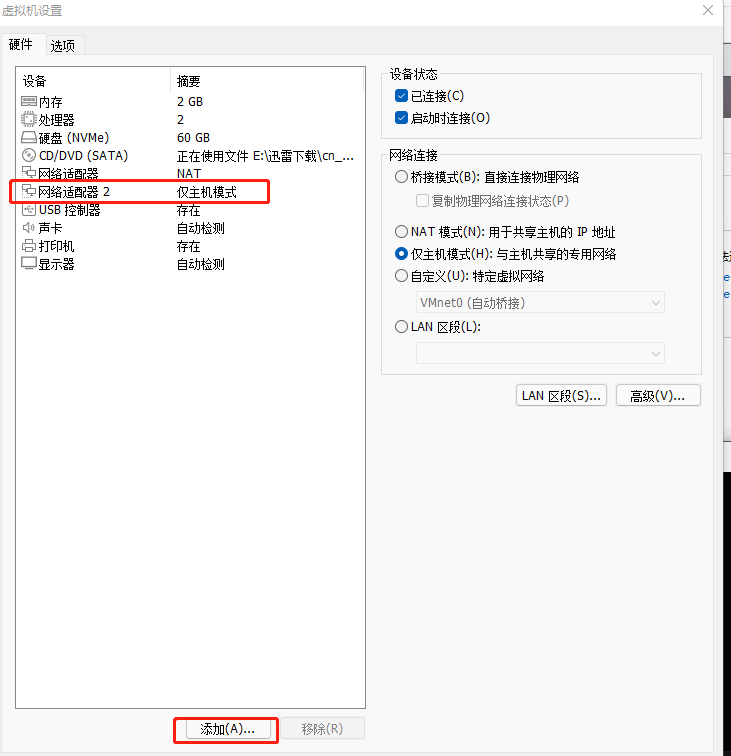 虚拟机设置
硬件 选项
设备 摘要
内存 2 GB
处理器 2
硬盘 (NVMe) 60 GB
CD/DVD (SATA) 正在使用文件 E:\迅雷下载\cn_...
网络适配器 NAT
网络适配器 2 仅主机模式
USB 控制器 存在
声卡 自动检测
打印机 存在
显示器 自动检测
添加(A)... 移除(R)
设备状态
已连接(C)
启动时连接(O)
网络连接
桥接模式(B): 直接连接物理网络
复制物理网络连接状态(P)
NAT 模式(N): 用于共享主机的 IP 地址
仅主机模式(H): 与主机共享的专用网络
自定义(U): 特定虚拟网络
VMnet0 (自动桥接)
LAN 区段(L):
LAN 区段(S)... 高级(V)...